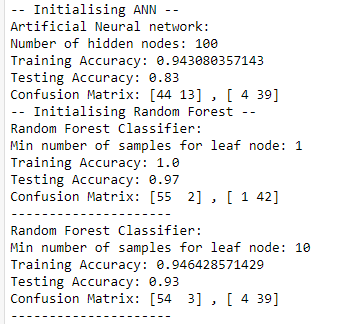 -- Initialising ANN --
Artificial Neural network:
Number of hidden nodes: 100
Training Accuracy: 0.943080357143
Testing Accuracy: 0.83
Confusion Matrix: [44 13] , [ 4 39]
-- Initialising Random Forest --
Random Forest Classifier:
Min number of samples for leaf node: 1
Training Accuracy: 1.0
Testing Accuracy: 0.97
Confusion Matrix: [55  2] , [ 1 42]
---------------------
Random Forest Classifier:
Min number of samples for leaf node: 10
Training Accuracy: 0.946428571429
Testing Accuracy: 0.93
Confusion Matrix: [54  3] , [ 4 39]
---------------------